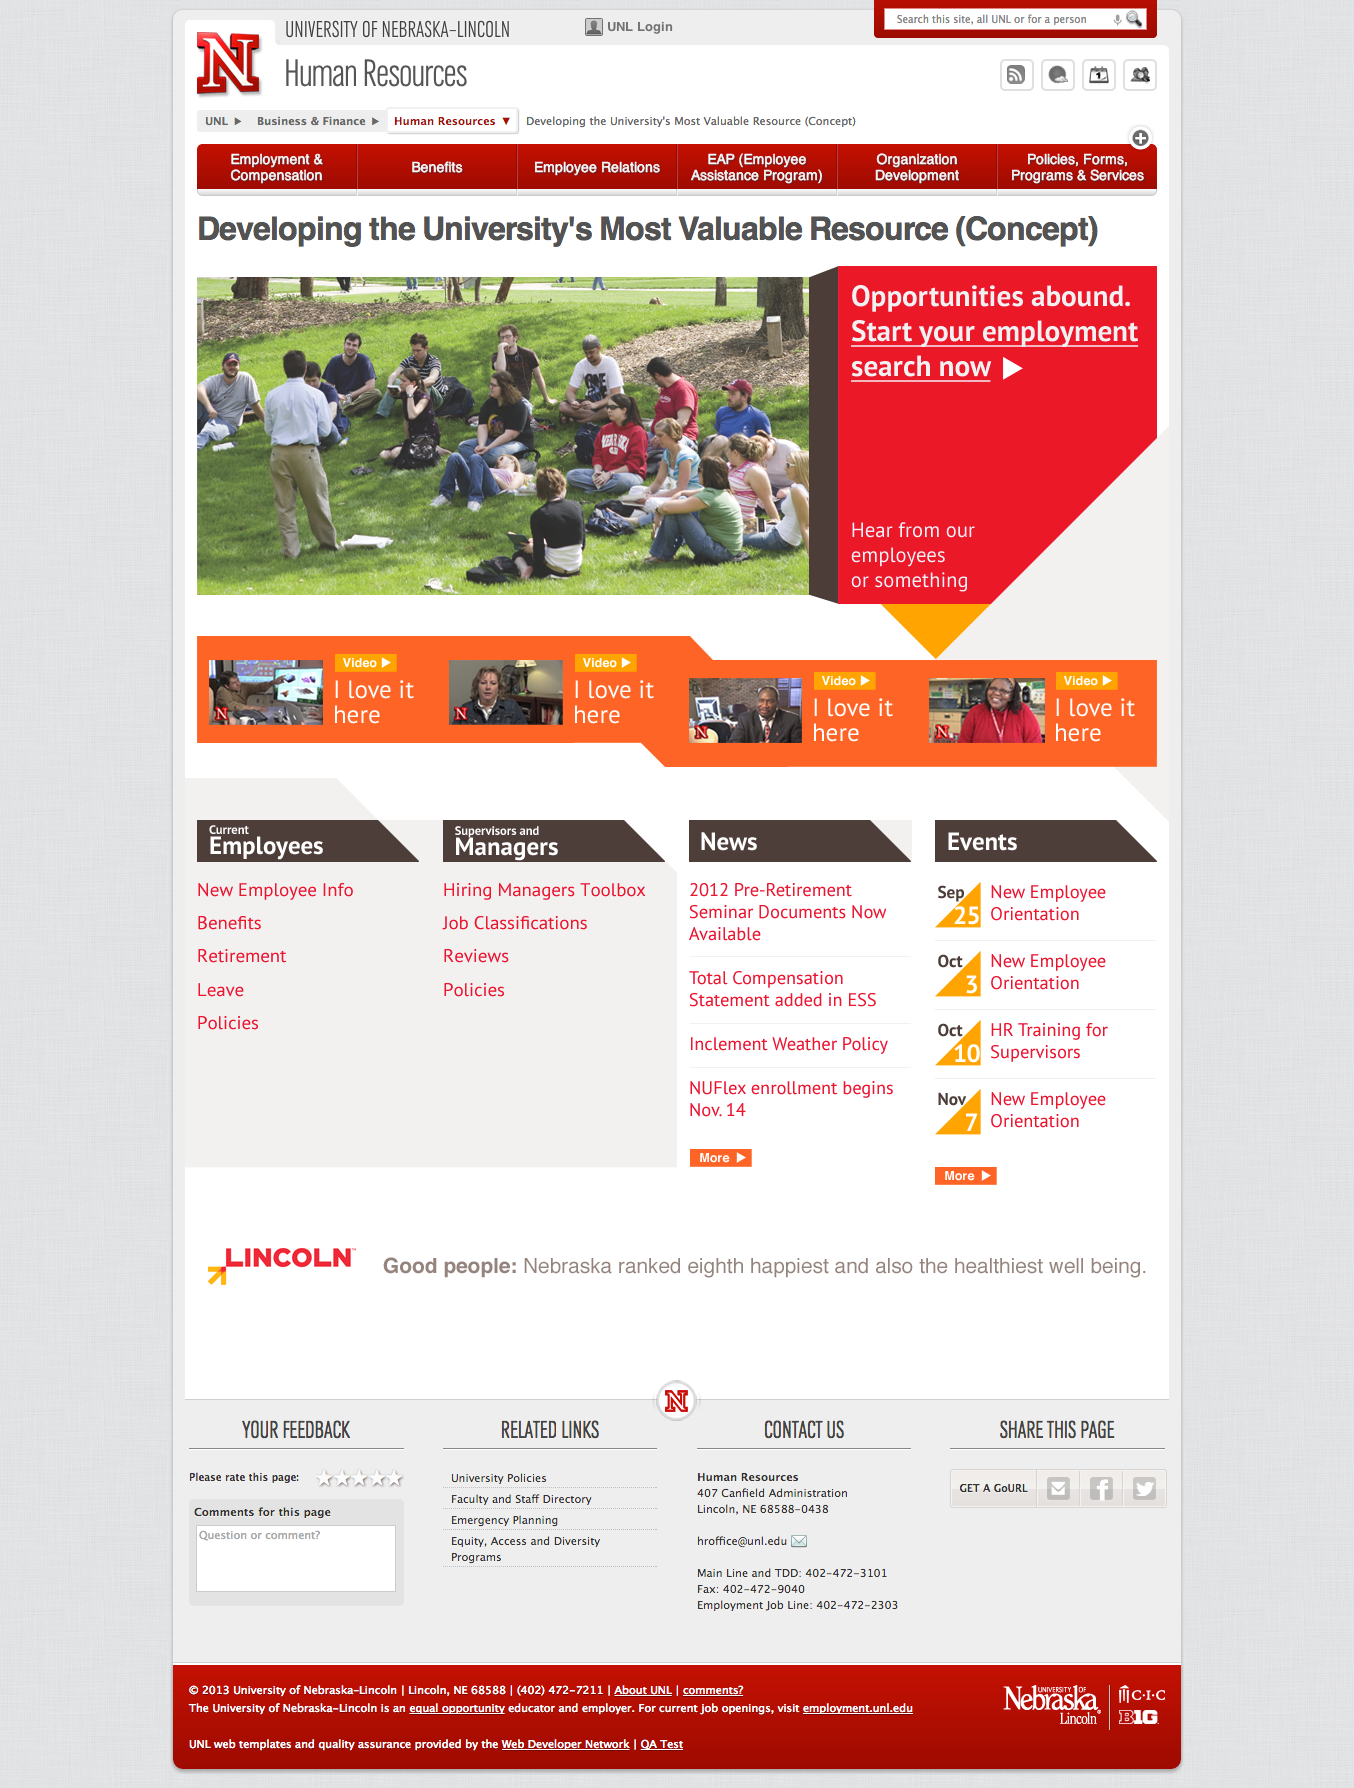 UNIVERSITY OF NEBRASKA–LINCOLN
UNL Login
Search this site, all UNL or for a person
N
Human Resources
1
UNL
Business & Finance
Human Resources
Developing the University's Most Valuable Resource (Concept)
Employment &
Compensation
Benefits
Employee Relations
EAP (Employee
Assistance Program)
Organization
Development
Policies, Forms,
Programs & Services
Developing the University's Most Valuable Resource (Concept)
Opportunities abound.
Start your employment
search now
Hear from our
employees
or something
Video
I love it
here
Video
I love it
here
Video
I love it
here
Video
I love it
here
Current
Employees
New Employee Info
Benefits
Retirement
Leave
Policies
Supervisors and
Managers
Hiring Managers Toolbox
Job Classifications
Reviews
Policies
News
2012 Pre-Retirement
Seminar Documents Now
Available
Total Compensation
Statement added in ESS
Inclement Weather Policy
NUFlex enrollment begins
Nov. 14
More
Events
Sep
25
New Employee
Orientation
Oct
3
New Employee
Orientation
Oct
10
HR Training for
Supervisors
Nov
7
New Employee
Orientation
More
LINCOLN™
Good people: Nebraska ranked eighth happiest and also the healthiest well being.
N
YOUR FEEDBACK
Please rate this page:
Comments for this page
Question or comment?
RELATED LINKS
University Policies
Faculty and Staff Directory
Emergency Planning
Equity, Access and Diversity
Programs
CONTACT US
Human Resources
407 Canfield Administration
Lincoln, NE 68588-0438
hroffice@unl.edu
Main Line and TDD: 402-472-3101
Fax: 402-472-9040
Employment Job Line: 402-472-2303
SHARE THIS PAGE
GET A GoURL
© 2013 University of Nebraska–Lincoln | Lincoln, NE 68588 | (402) 472-7211 | About UNL | comments?
The University of Nebraska–Lincoln is an equal opportunity educator and employer. For current job openings, visit employment.unl.edu
UNL web templates and quality assurance provided by the Web Developer Network | QA Test
UNIVERSITY OF
Nebraska
Lincoln
C·I·C
B1G